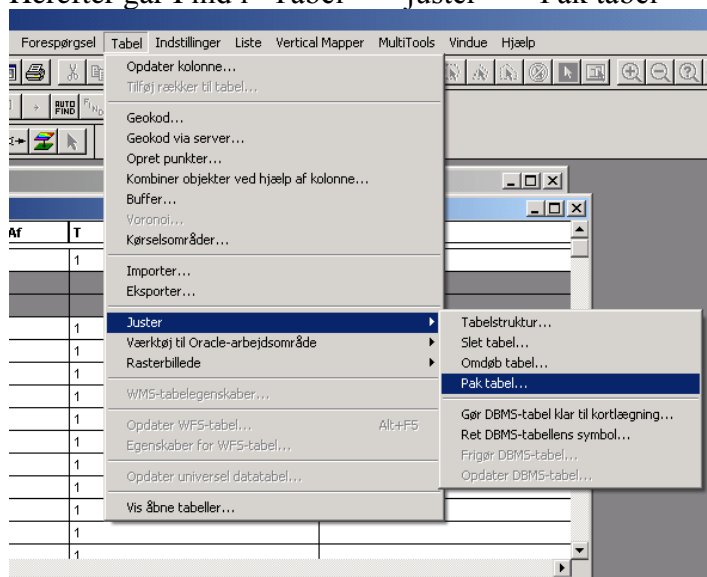 Herefter går I ind i "Tabel" – "juster" – "Pak tabel"
Forespørgsel Tabel Indstillinger Liste Vertical Mapper MultiTools Vindue Hjælp
AUTO
FIND
Opdater kolonne...
Tilføj rækker til tabel...
Geokod...
Geokod via server...
Opret punkter...
Kombiner objekter ved hjælp af kolonne...
Buffer...
Voronoi...
Kørselsområder...
Importer...
Eksporter...
Juster
Værktøj til Oracle-arbejdsområde
Rasterbillede
WMS-tabelegenskaber...
Opdater WFS-tabel... Alt+F5
Egenskaber for WFS-tabel...
Opdater universel datatabel...
Vis åbne tabeller...
Tabelstruktur...
Slet tabel...
Omdøb tabel...
Pak tabel...
Gør DBMS-tabel klar til kortlægning...
Ret DBMS-tabellens symbol...
Frigør DBMS-tabel...
Opdater DBMS-tabel...
Af T
1
1
1
1
1
1
1
1
1
1
1
1